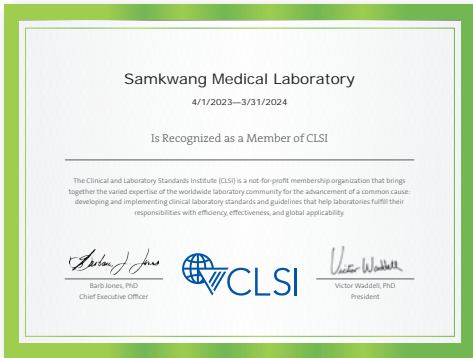 Samkwang Medical Laboratory
4/1/2023—3/31/2024
Is Recognized as a Member of CLSI
The Clinical and Laboratory Standards Institute (CLSI) is a not-for-profit membership organization that brings
together the varied expertise of the worldwide laboratory community for the advancement of a common cause:
developing and implementing clinical laboratory standards and guidelines that help laboratories fulfill their
responsibilities with efficiency, effectiveness, and global applicability.
Barbara J. Jones
CLSI
Victor Waddell
Barb Jones, PhD
Chief Executive Officer
Victor Waddell, PhD
President